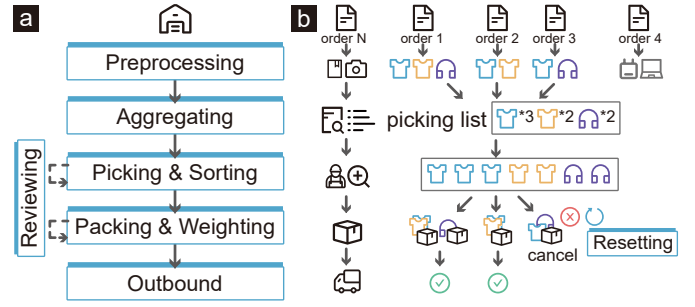 a
Preprocessing
Aggregating
Reviewing
Picking & Sorting
Packing & Weighting
Outbound
b
order N
order 1
order 2
order 3
order 4
picking list
*3
*2
*2
cancel
Resetting